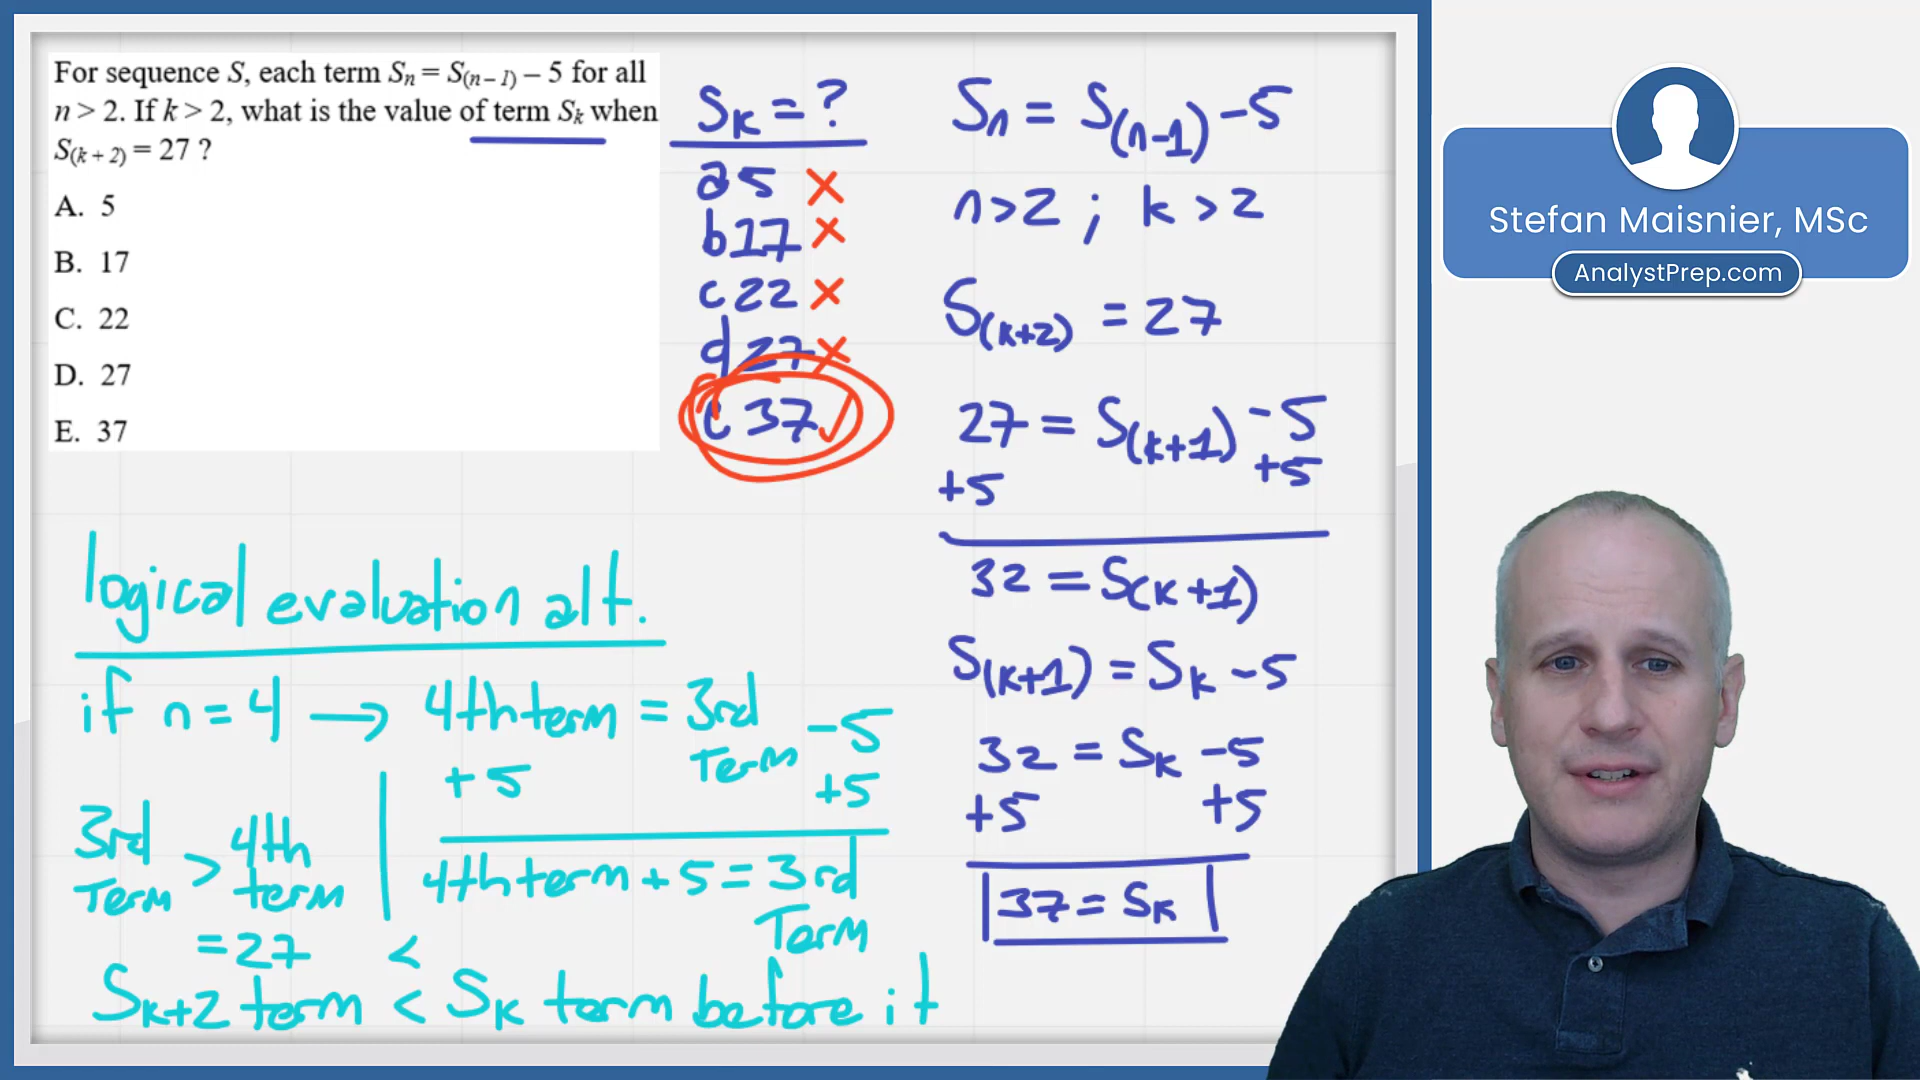 For sequence S, each term Sn = S(n – 1) – 5 for all
n > 2. If k > 2, what is the value of term Sk when
S(k + 2) = 27 ?
A. 5
B. 17
C. 22
D. 27
E. 37
SK = ?
a 5 ×
b 17 ×
c 22 ×
d 27 ×
37 ✓
Sn = S(n-1) -5
n>2 ; k >2
S(k+2) = 27
27 = S(k+1) -5
+5 +5
32 = S(k+1)
S(k+1) = Sk -5
32 = Sk -5
+5 +5
37 = Sk
logical evaluation alt.
if n = 4 → 4th term = 3rd term -5
+5 +5
4th term + 5 = 3rd Term
3rd Term > 4th term
= 27 <
Sk+2 term < Sk term before it
Stefan Maisnier, MSc
AnalystPrep.com